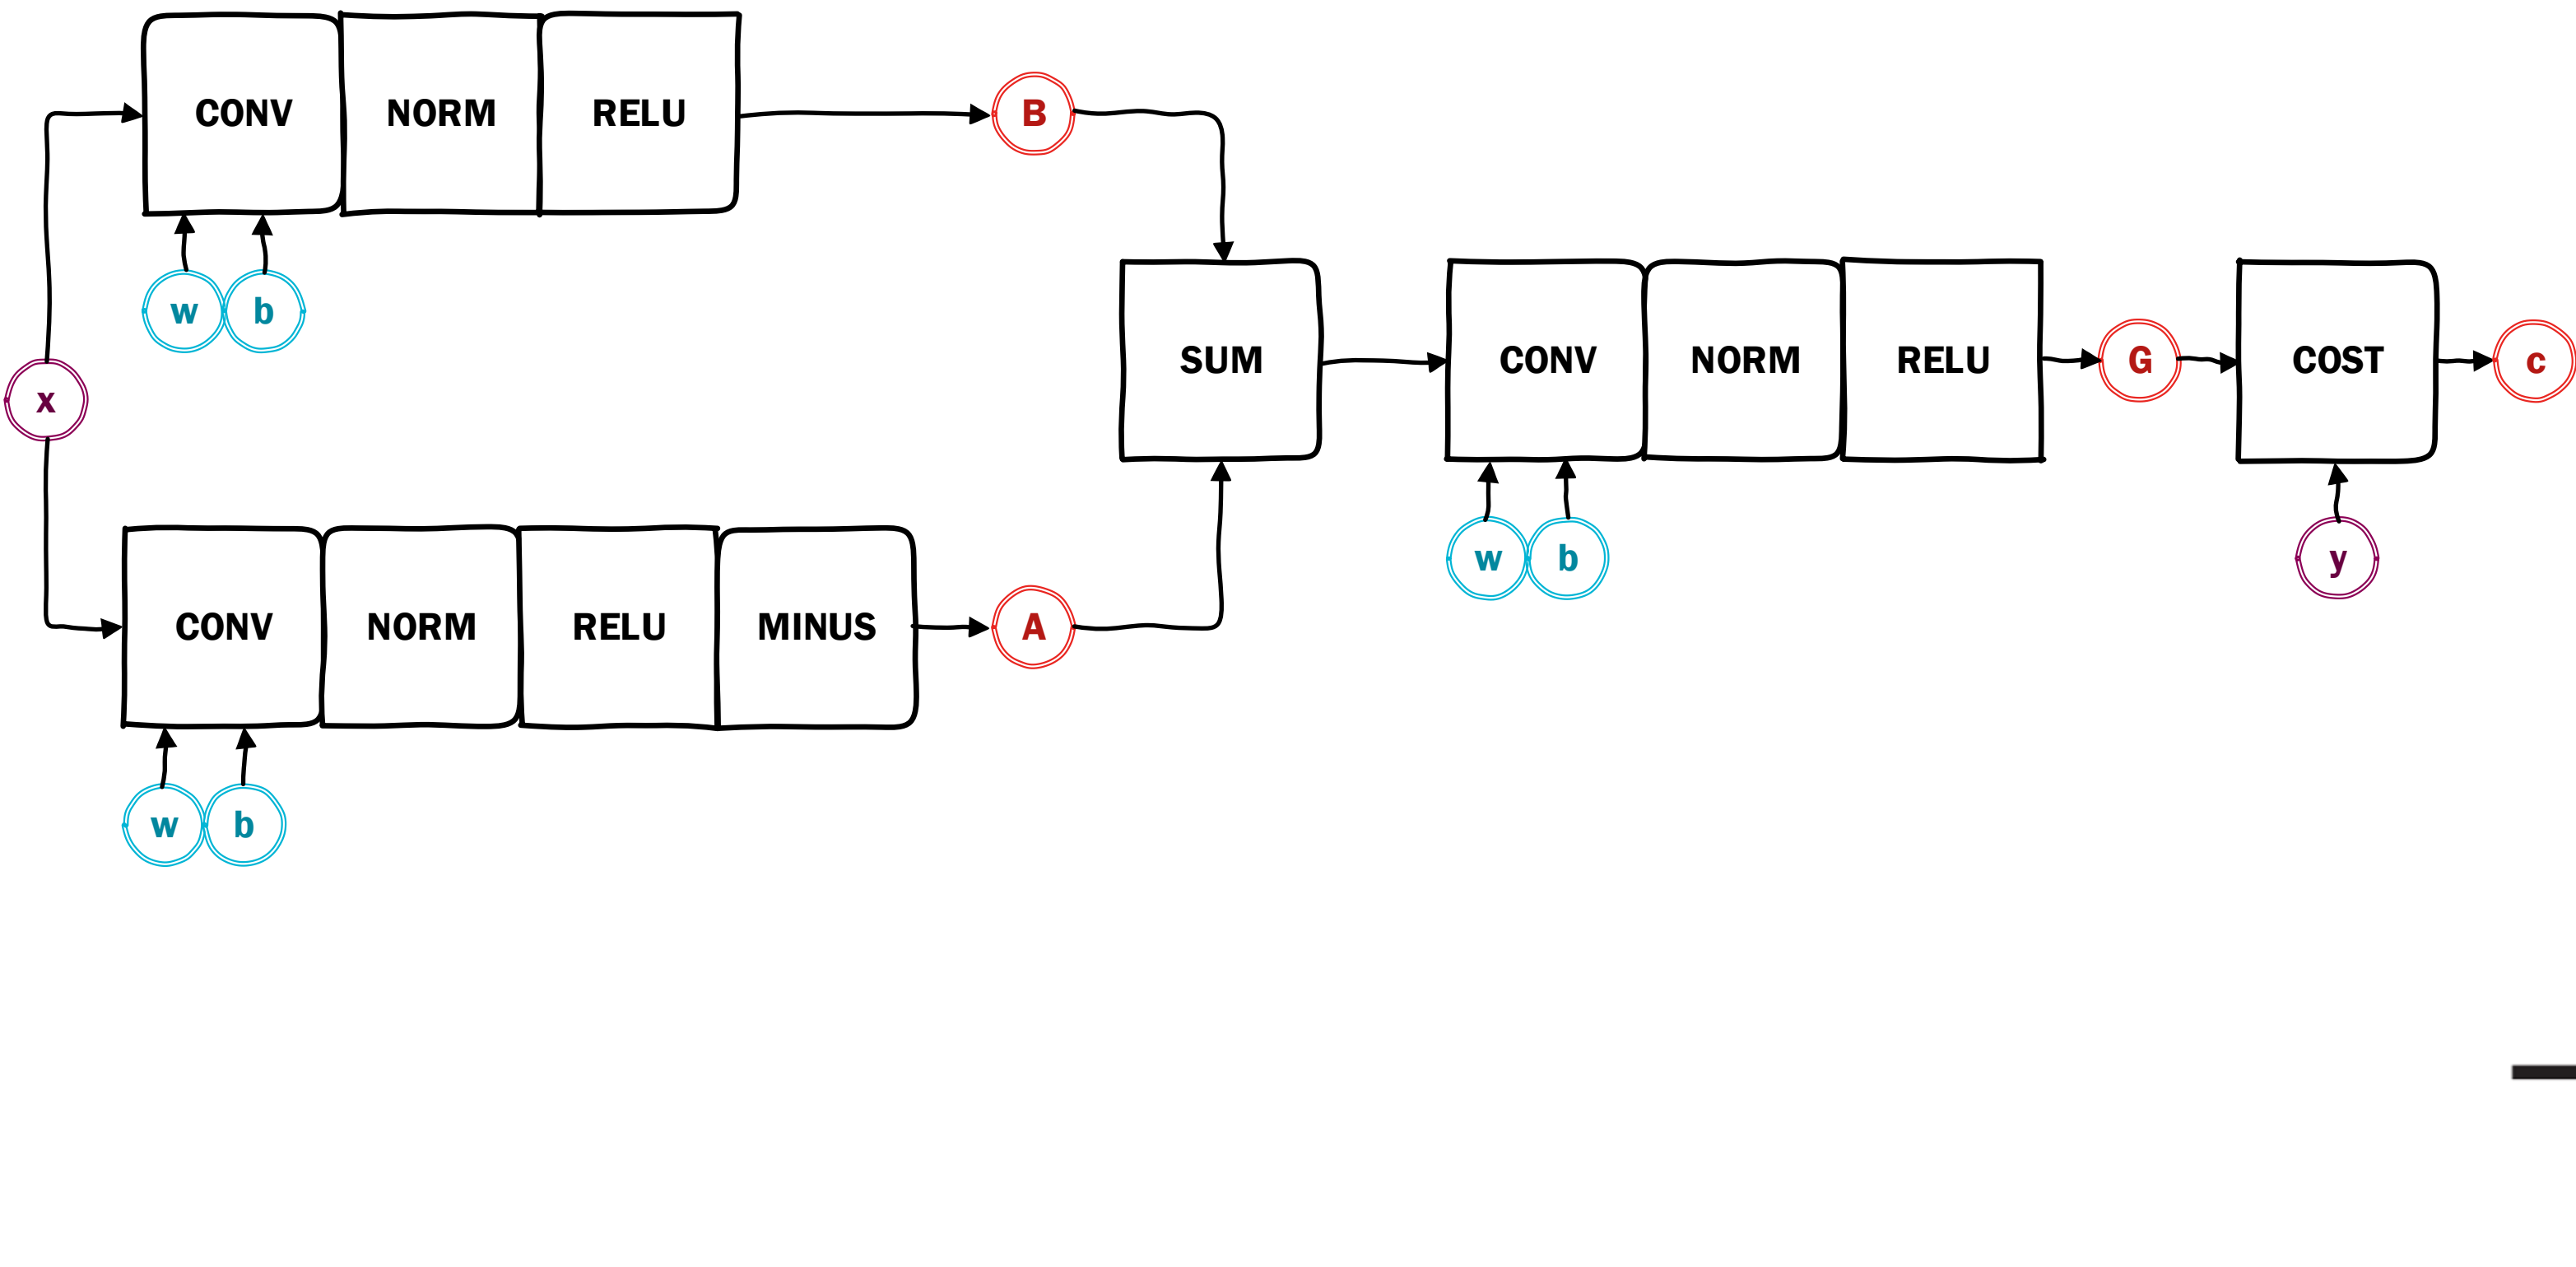 CONV NORM RELU
B
w b
x
SUM
CONV NORM RELU
G
COST
c
w b
y
CONV NORM RELU MINUS
A
w b